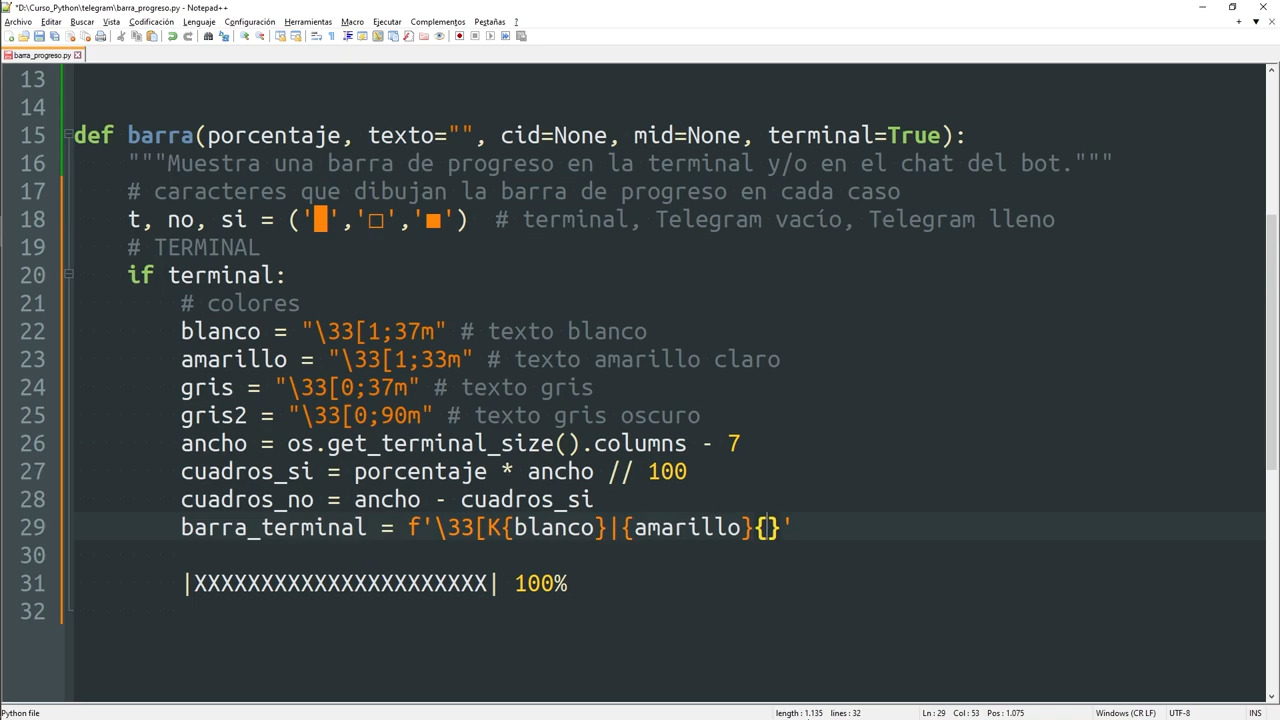 *D:\Curso_Python\telegram\barra_progreso.py - Notepad++
Archivo Editar Buscar Vista Codificación Lenguaje Configuración Herramientas Macro Ejecutar Complementos Pestañas ?
barra_progreso.py
13
14
15 def barra(porcentaje, texto="", cid=None, mid=None, terminal=True):
16 """Muestra una barra de progreso en la terminal y/o en el chat del bot."""
17 # caracteres que dibujan la barra de progreso en cada caso
18 t, no, si = ('█','□','■') # terminal, Telegram vacío, Telegram lleno
19 # TERMINAL
20 if terminal:
21 # colores
22 blanco = "\33[1;37m" # texto blanco
23 amarillo = "\33[1;33m" # texto amarillo claro
24 gris = "\33[0;37m" # texto gris
25 gris2 = "\33[0;90m" # texto gris oscuro
26 ancho = os.get_terminal_size().columns - 7
27 cuadros_si = porcentaje * ancho // 100
28 cuadros_no = ancho - cuadros_si
29 barra_terminal = f'\33[K{blanco}|{amarillo}{}'
30
31 |XXXXXXXXXXXXXXXXXXXXXX| 100%
32
Python file length : 1.135 lines : 32 Ln : 29 Col : 53 Pos : 1.075 Windows (CR LF) UTF-8 INS